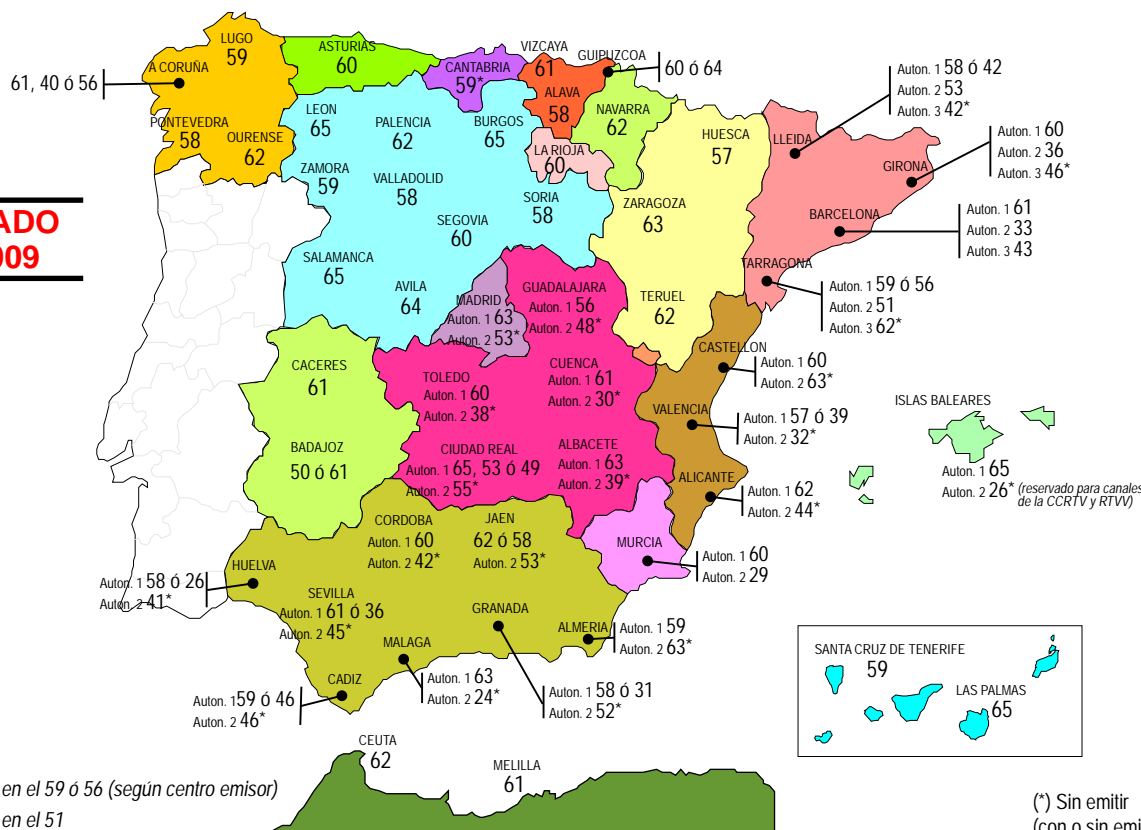 LUGO
59
ASTURIAS
60
CANTABRIA
59*
VIZCAYA
61
GUIPUZCOA
60 ó 64
A CORUÑA
61, 40 ó 56
ALAVA
58
NAVARRA
62
PONTEVEDRA
58
OURENSE
62
LEON
65
PALENCIA
62
BURGOS
65
LA RIOJA
60
HUESCA
57
LLEIDA
Auton. 1 58 ó 42
Auton. 2 53
Auton. 3 42*
GIRONA
Auton. 1 60
Auton. 2 36
Auton. 3 46*
ZAMORA
59
VALLADOLID
58
SORIA
58
ZARAGOZA
63
BARCELONA
Auton. 1 61
Auton. 2 33
Auton. 3 43
ADO
009
SEGOVIA
60
SALAMANCA
65
AVILA
64
MADRID
Auton. 1 63
Auton. 2 53*
GUADALAJARA
Auton. 1 56
Auton. 2 48*
TERUEL
62
TARRAGONA
Auton. 1 59 ó 56
Auton. 2 51
Auton. 3 62*
CACERES
61
TOLEDO
Auton. 1 60
Auton. 2 38*
CUENCA
Auton. 1 61
Auton. 2 30*
CASTELLON
Auton. 1 60
Auton. 2 63*
VALENCIA
Auton. 1 57 ó 39
Auton. 2 32*
ISLAS BALEARES
Auton. 1 65
Auton. 2 26* (reservado para canales
de la CCRTV y RTVV)
BADAJOZ
50 ó 61
CIUDAD REAL
Auton. 1 65, 53 ó 49
Auton. 2 55*
ALBACETE
Auton. 1 63
Auton. 2 39*
ALICANTE
Auton. 1 62
Auton. 2 44*
CORDOBA
Auton. 1 60
Auton. 2 42*
JAEN
62 ó 58
Auton. 2 53*
MURCIA
Auton. 1 60
Auton. 2 29
HUELVA
Auton. 1 58 ó 26
Auton. 2 41*
SEVILLA
Auton. 1 61 ó 36
Auton. 2 45*
GRANADA
Auton. 1 58 ó 31
Auton. 2 52*
ALMERIA
Auton. 1 59
Auton. 2 63*
MALAGA
Auton. 1 63
Auton. 2 24*
CADIZ
Auton. 1 59 ó 46
Auton. 2 46*
SANTA CRUZ DE TENERIFE
59
LAS PALMAS
65
CEUTA
62
MELILLA
61
en el 59 ó 56 (según centro emisor)
en el 51
(*) Sin emitir
(con o sin emi